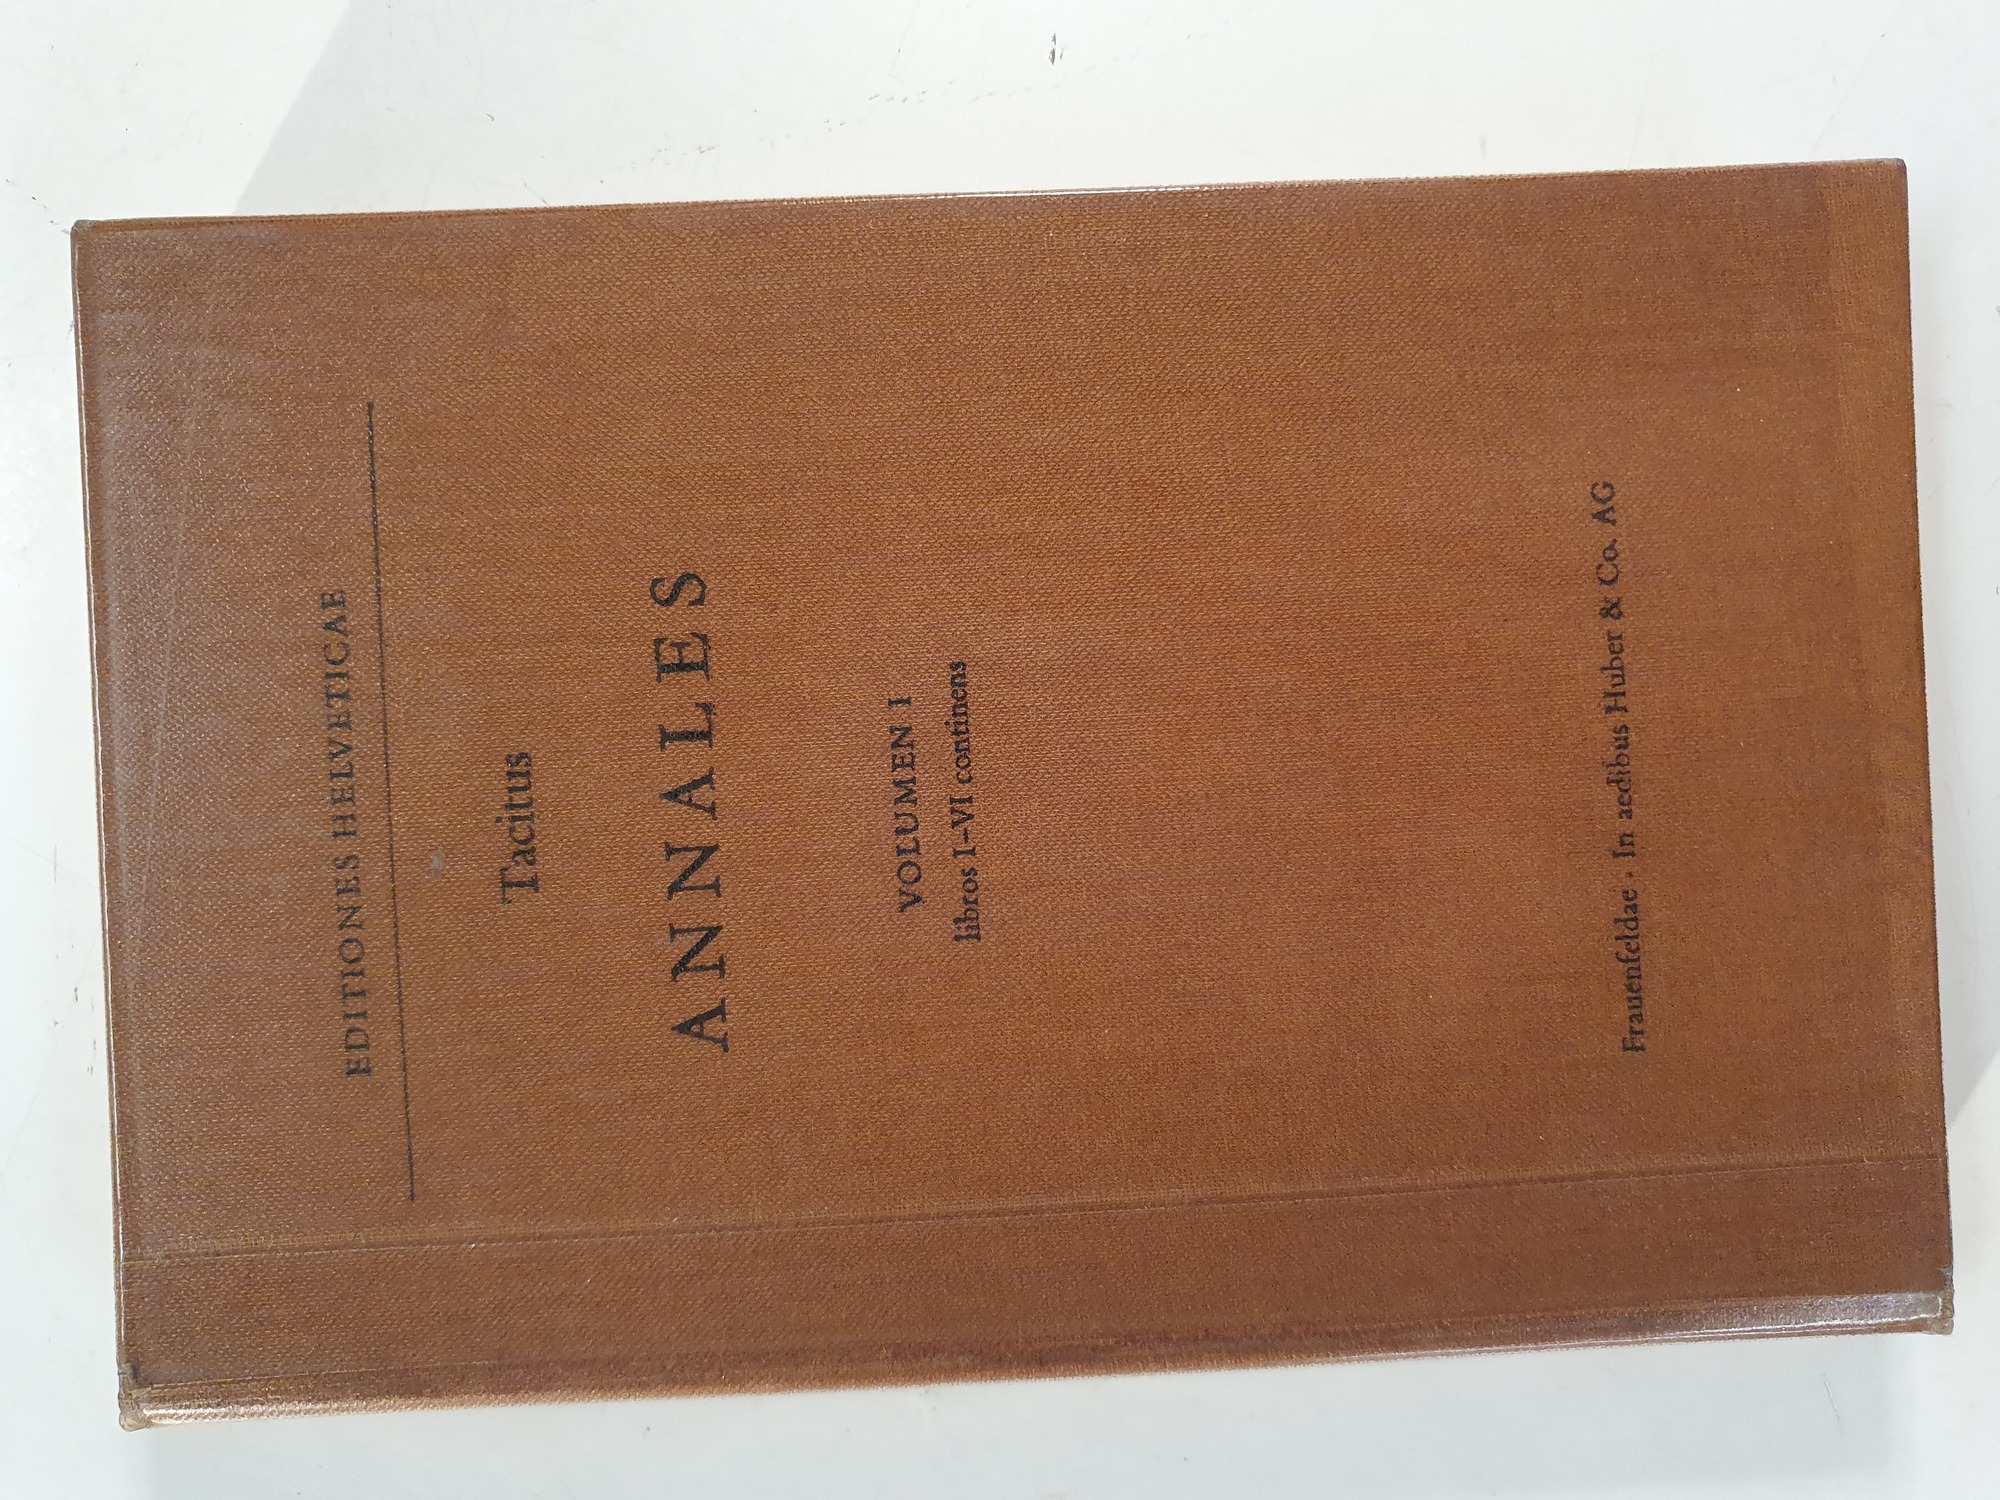 EDITIONES HELVETICAE
Tacitus
ANNALES
VOLUMEN I
libros I–VI continens
Frauenfeldae · In aedibus Huber & Co. AG